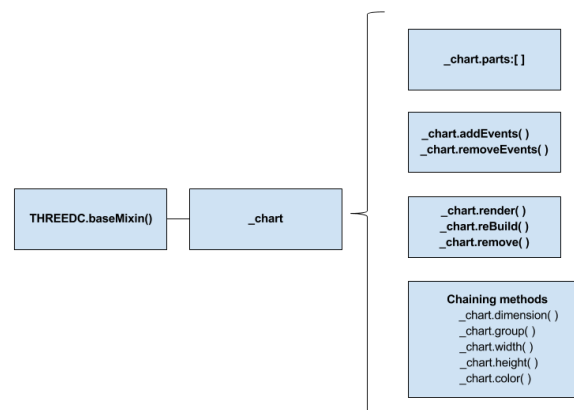 THREEDC.baseMixin()
_chart
_chart.parts:[ ]
_chart.addEvents( )
_chart.removeEvents( )
_chart.render( )
_chart.reBuild( )
_chart.remove( )
Chaining methods
_chart.dimension( )
_chart.group( )
_chart.width( )
_chart.height( )
_chart.color( )